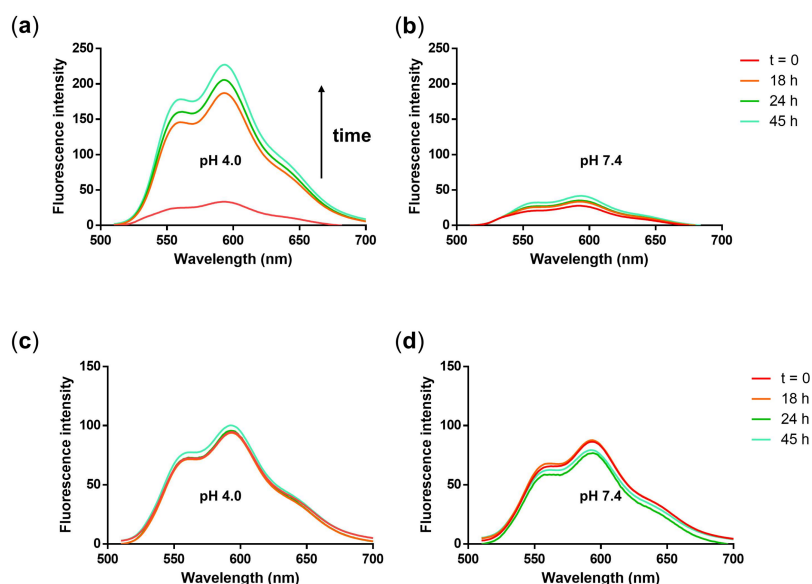 (a)
Fluorescence intensity
250
200
150
100
50
0
500 550 600 650 700
Wavelength (nm)
pH 4.0
time
(b)
Fluorescence intensity
250
200
150
100
50
0
500 550 600 650 700
Wavelength (nm)
pH 7.4
t = 0
18 h
24 h
45 h
(c)
Fluorescence intensity
150
100
50
0
500 550 600 650 700
Wavelength (nm)
pH 4.0
(d)
Fluorescence intensity
150
100
50
0
500 550 600 650 700
Wavelength (nm)
pH 7.4
t = 0
18 h
24 h
45 h